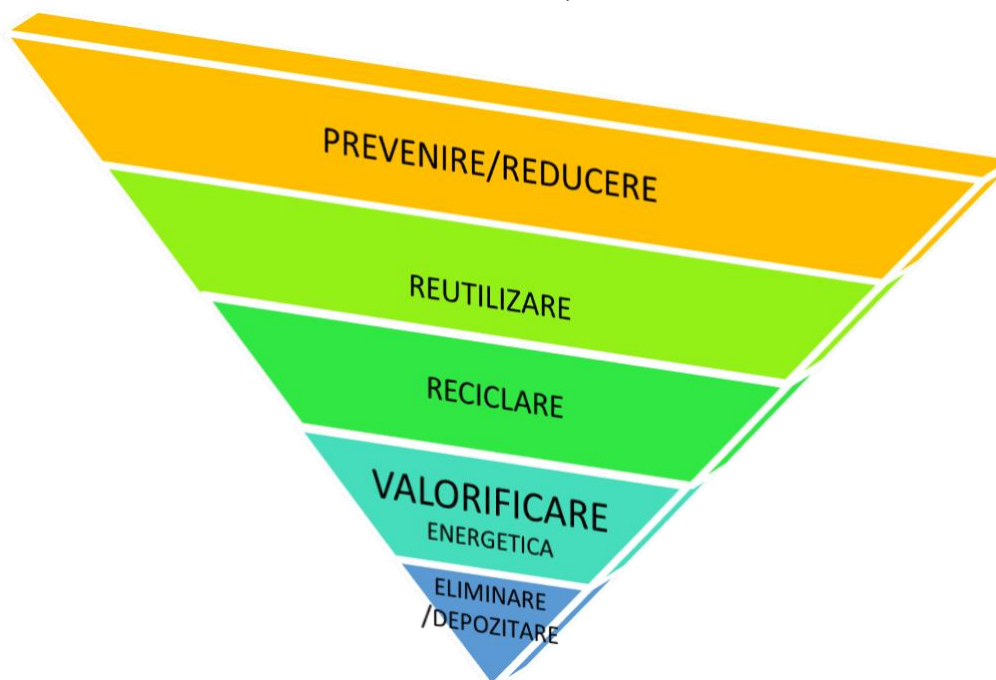 PREVENIRE/REDUCERE
REUTILIZARE
RECICLARE
VALORIFICARE
ENERGETICA
ELIMINARE
/DEPOZITARE